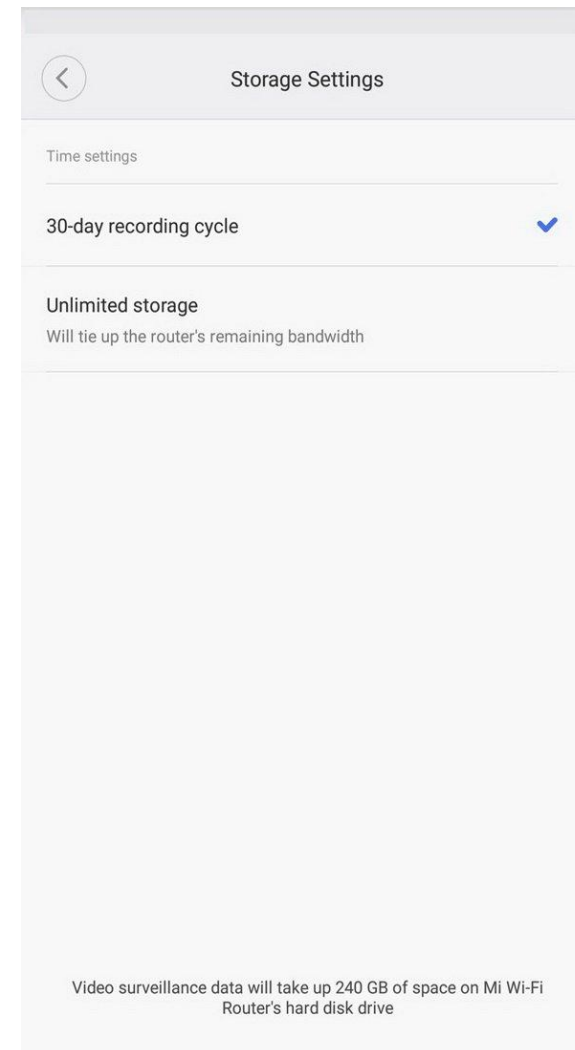 Storage Settings
Time settings
30-day recording cycle
Unlimited storage
Will tie up the router's remaining bandwidth
Video surveillance data will take up 240 GB of space on Mi Wi-Fi
Router's hard disk drive